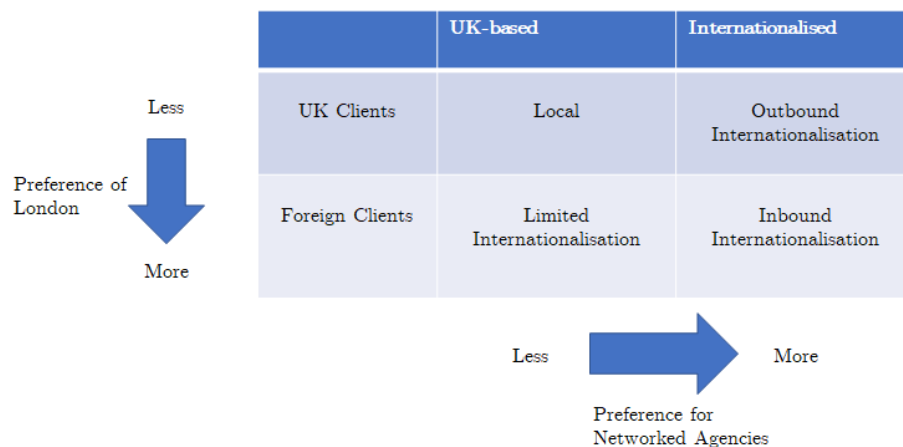 UK-based Internationalised
Less
UK Clients Local Outbound
Internationalisation
Preference of
London
Foreign Clients Limited Inbound
Internationalisation Internationalisation
More
Less More
Preference for
Networked Agencies